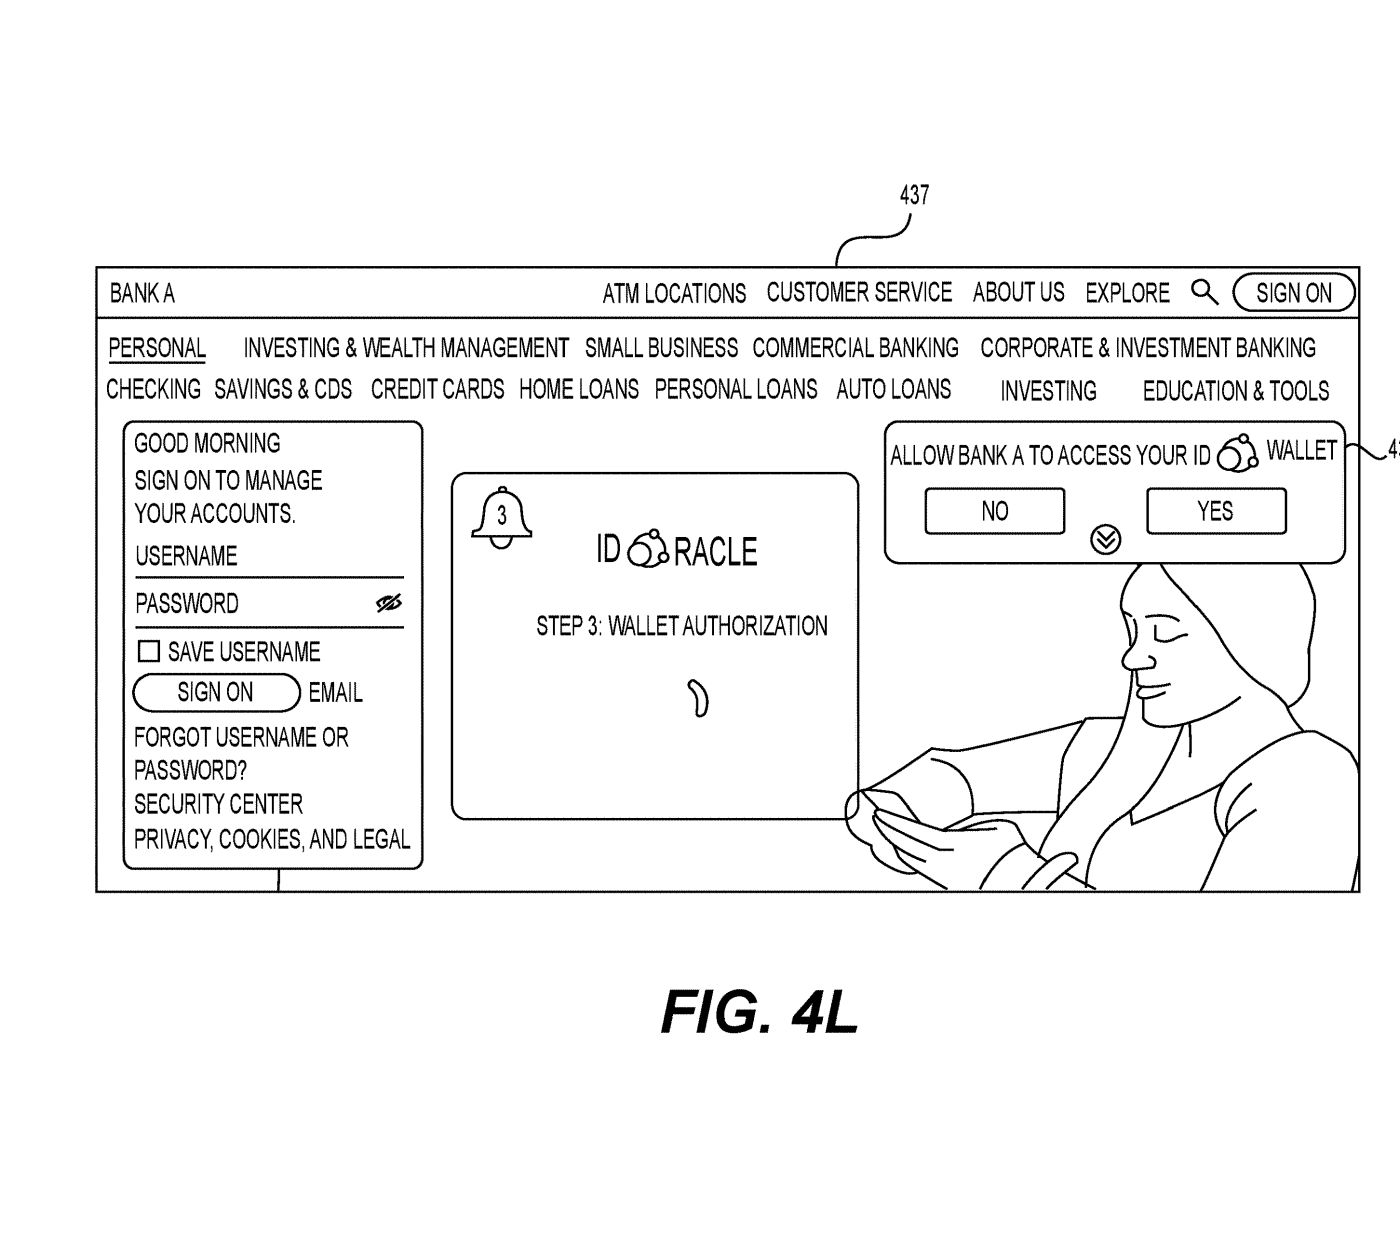 437
BANK A ATM LOCATIONS CUSTOMER SERVICE ABOUT US EXPLORE SIGN ON
PERSONAL INVESTING & WEALTH MANAGEMENT SMALL BUSINESS COMMERCIAL BANKING CORPORATE & INVESTMENT BANKING
CHECKING SAVINGS & CDS CREDIT CARDS HOME LOANS PERSONAL LOANS AUTO LOANS INVESTING EDUCATION & TOOLS
GOOD MORNING
SIGN ON TO MANAGE
YOUR ACCOUNTS.
USERNAME
PASSWORD
SAVE USERNAME
SIGN ON EMAIL
FORGOT USERNAME OR
PASSWORD?
SECURITY CENTER
PRIVACY, COOKIES, AND LEGAL
3
ID RACLE
STEP 3: WALLET AUTHORIZATION
ALLOW BANK A TO ACCESS YOUR ID WALLET
NO YES
FIG. 4L